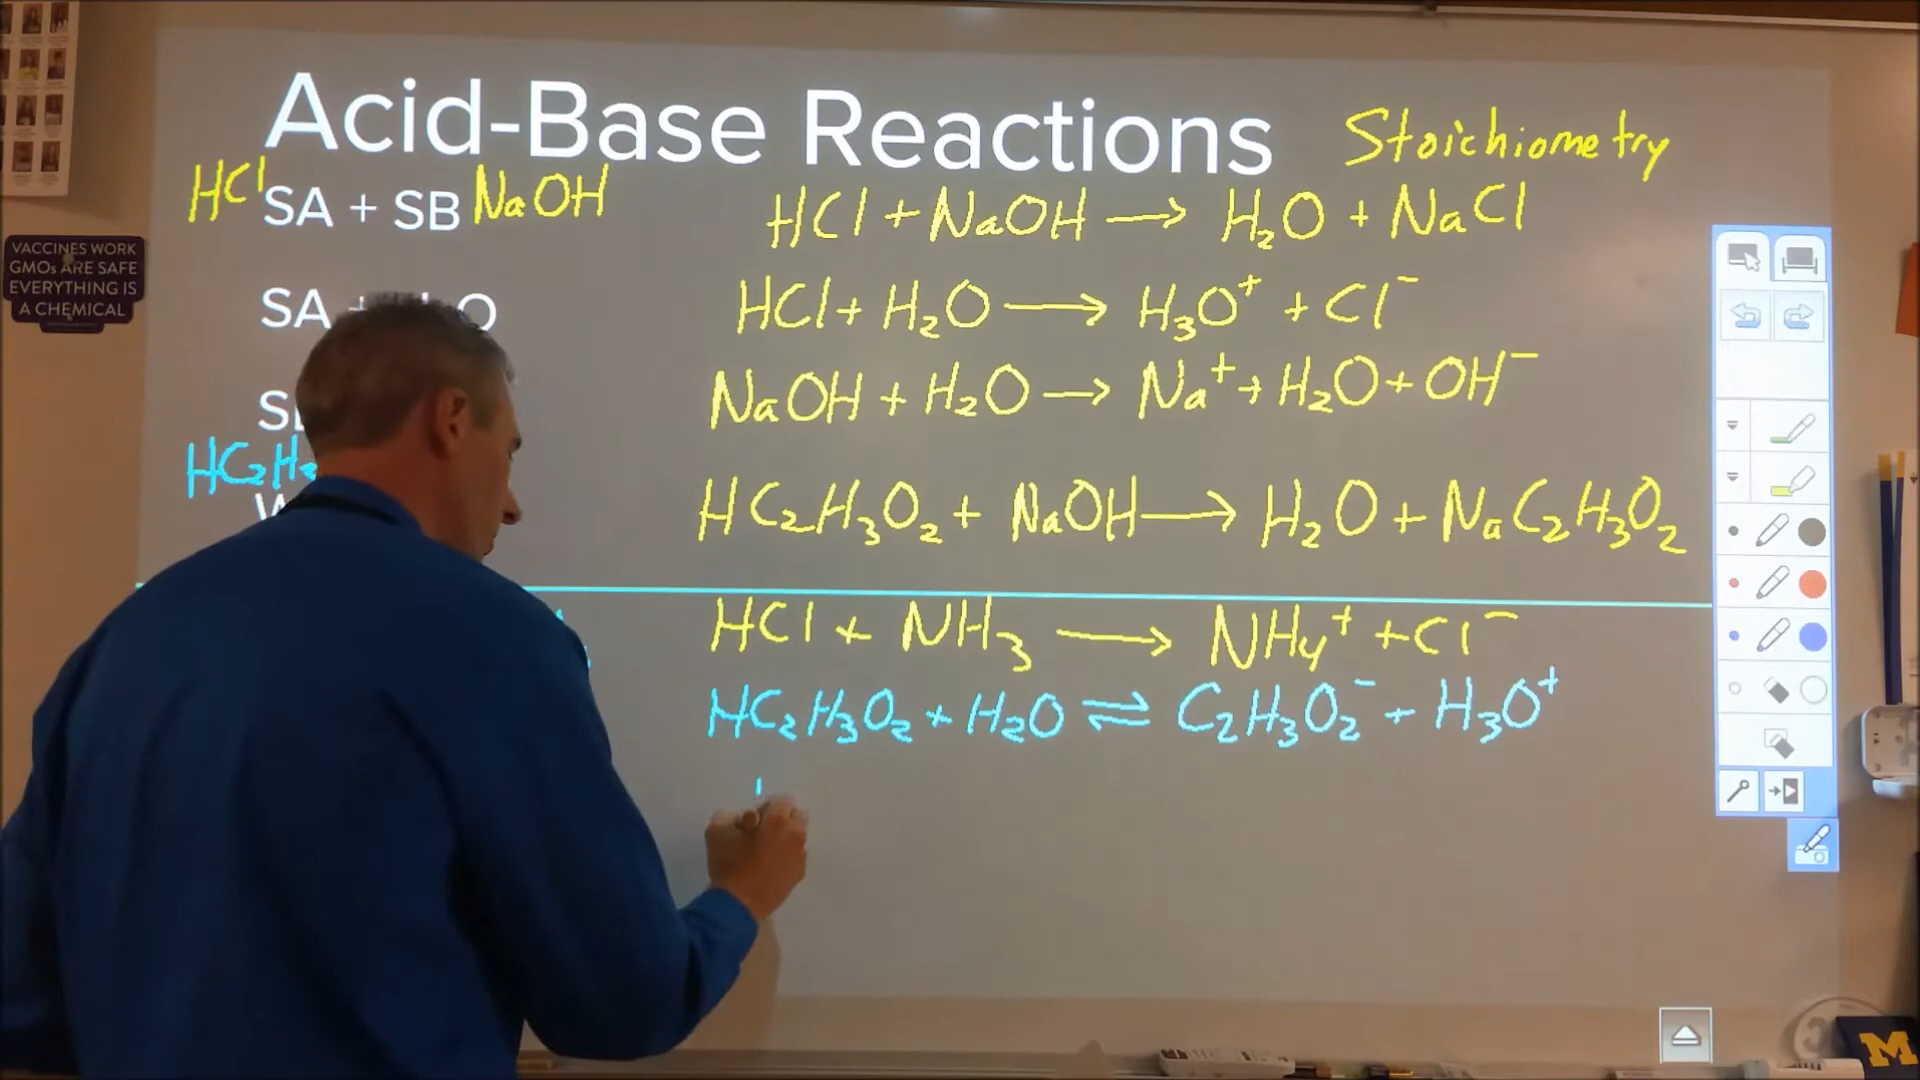 Acid-Base Reactions Stoichiometry
HCl SA + SB NaOH HCl + NaOH → H₂O + NaCl
VACCINES WORK
GMOs ARE SAFE
EVERYTHING IS
A CHEMICAL
SA + O HCl + H₂O → H₃O⁺ + Cl⁻
NaOH + H₂O → Na⁺ + H₂O + OH⁻
HC₂H₃
HC₂H₃O₂ + NaOH → H₂O + NaC₂H₃O₂
HCl + NH₃ → NH₄⁺ + Cl⁻
HC₂H₃O₂ + H₂O ⇌ C₂H₃O₂⁻ + H₃O⁺
M